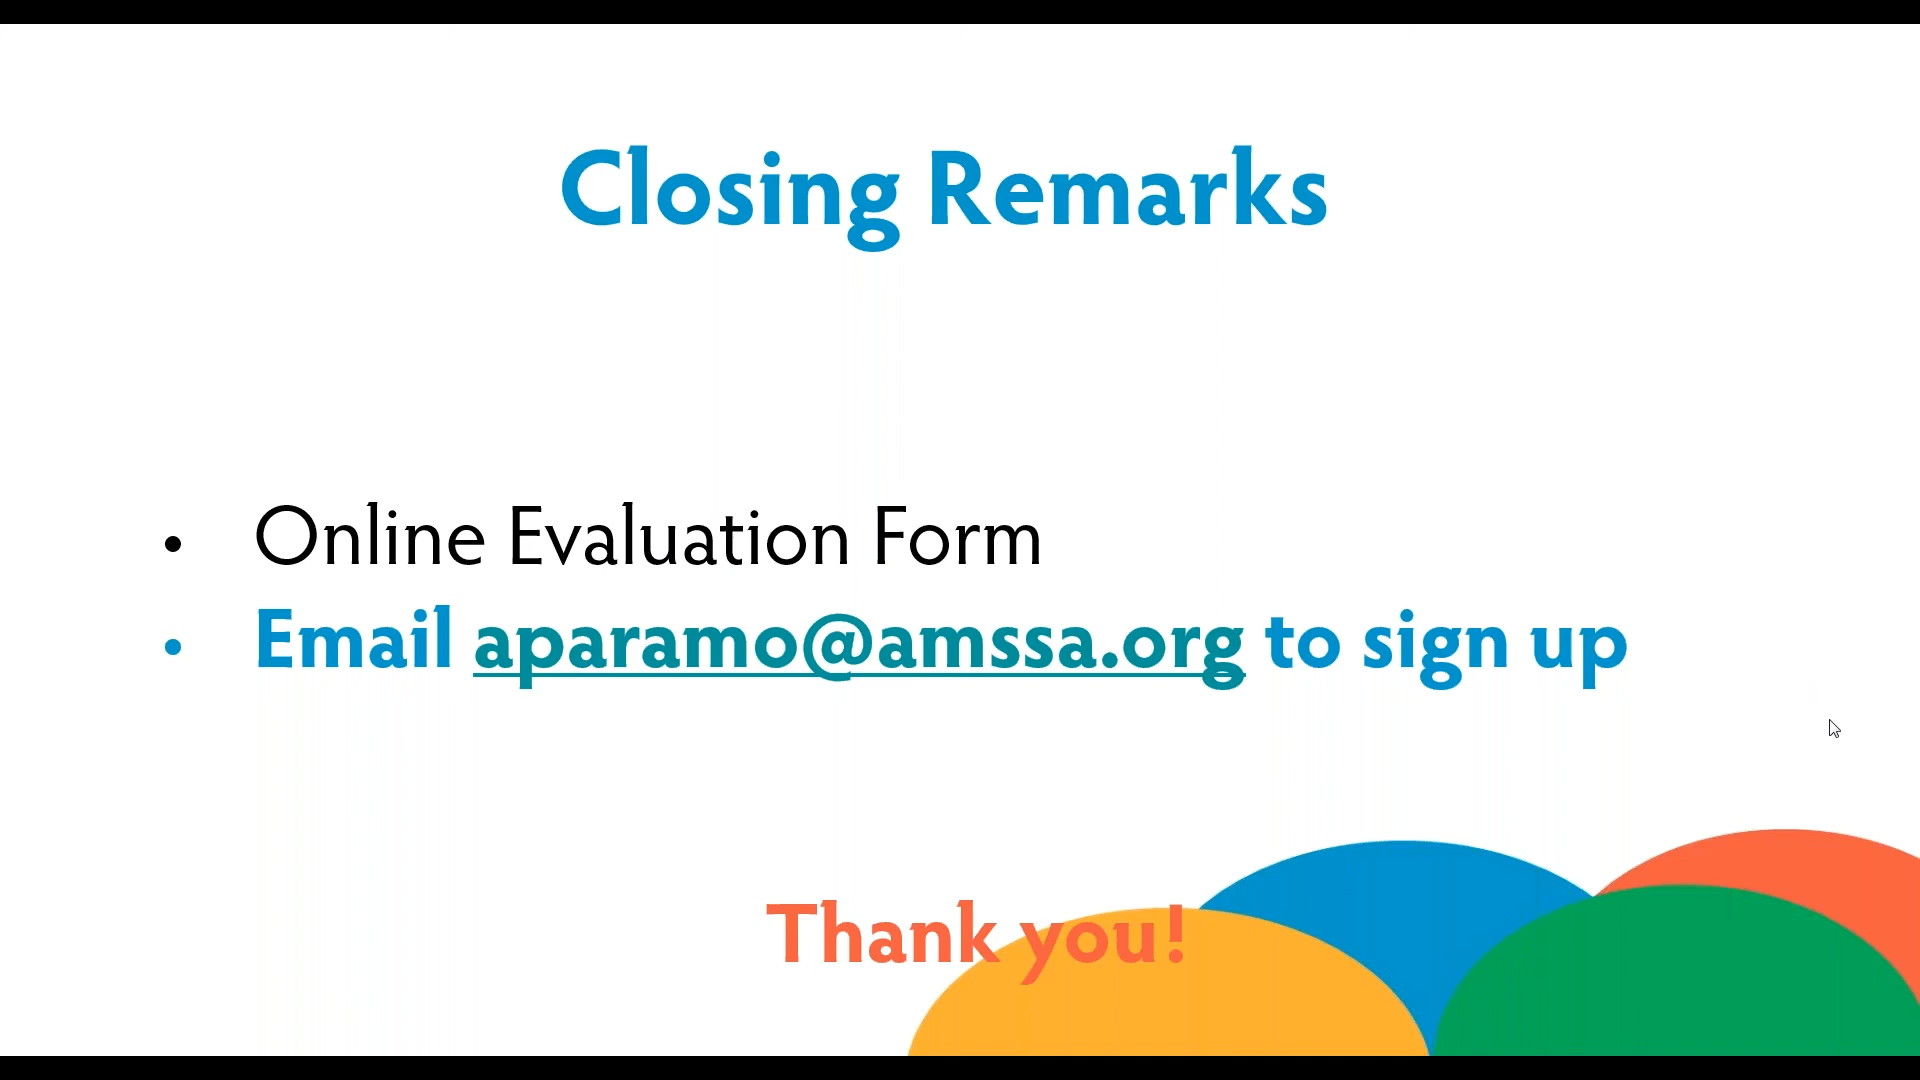 Closing Remarks
• Online Evaluation Form
• Email aparamo@amssa.org to sign up
Thank you!